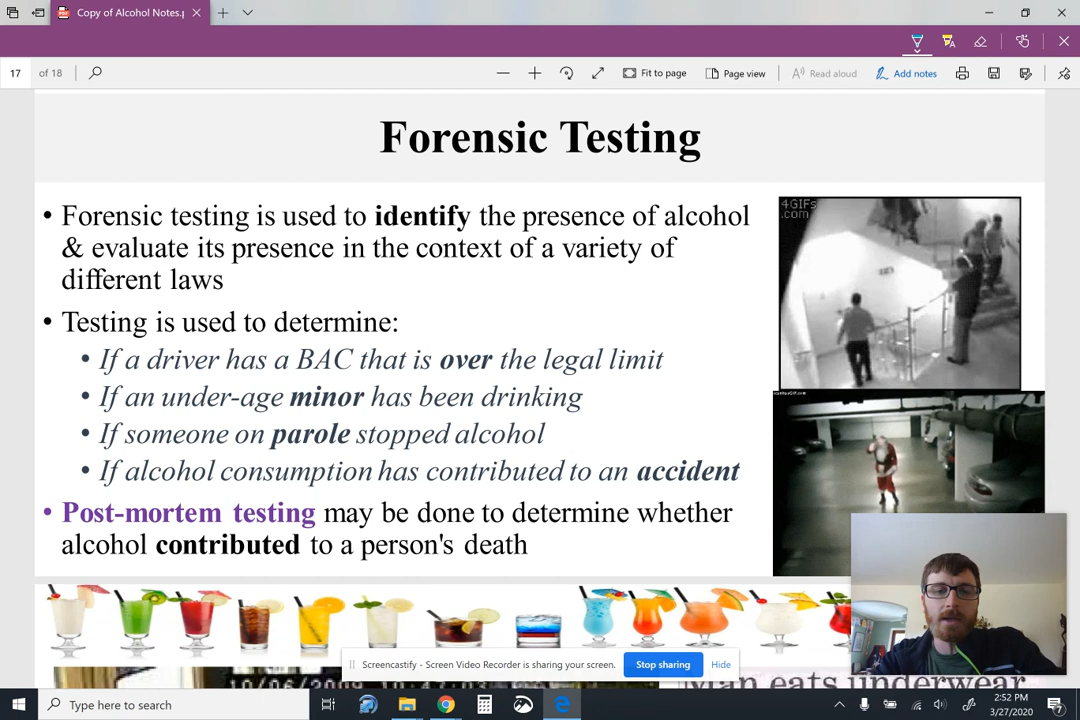 Copy of Alcohol Notes.p
17 of 18
Fit to page
Page view
Read aloud
Add notes
Forensic Testing
• Forensic testing is used to identify the presence of alcohol
& evaluate its presence in the context of a variety of
different laws
• Testing is used to determine:
• If a driver has a BAC that is over the legal limit
• If an under-age minor has been drinking
• If someone on parole stopped alcohol
• If alcohol consumption has contributed to an accident
• Post-mortem testing may be done to determine whether
alcohol contributed to a person's death
4GIFs
.com
Screencastify - Screen Video Recorder is sharing your screen.
Stop sharing
Hide
Man eats underwear
Type here to search
2:52 PM
3/27/2020
7